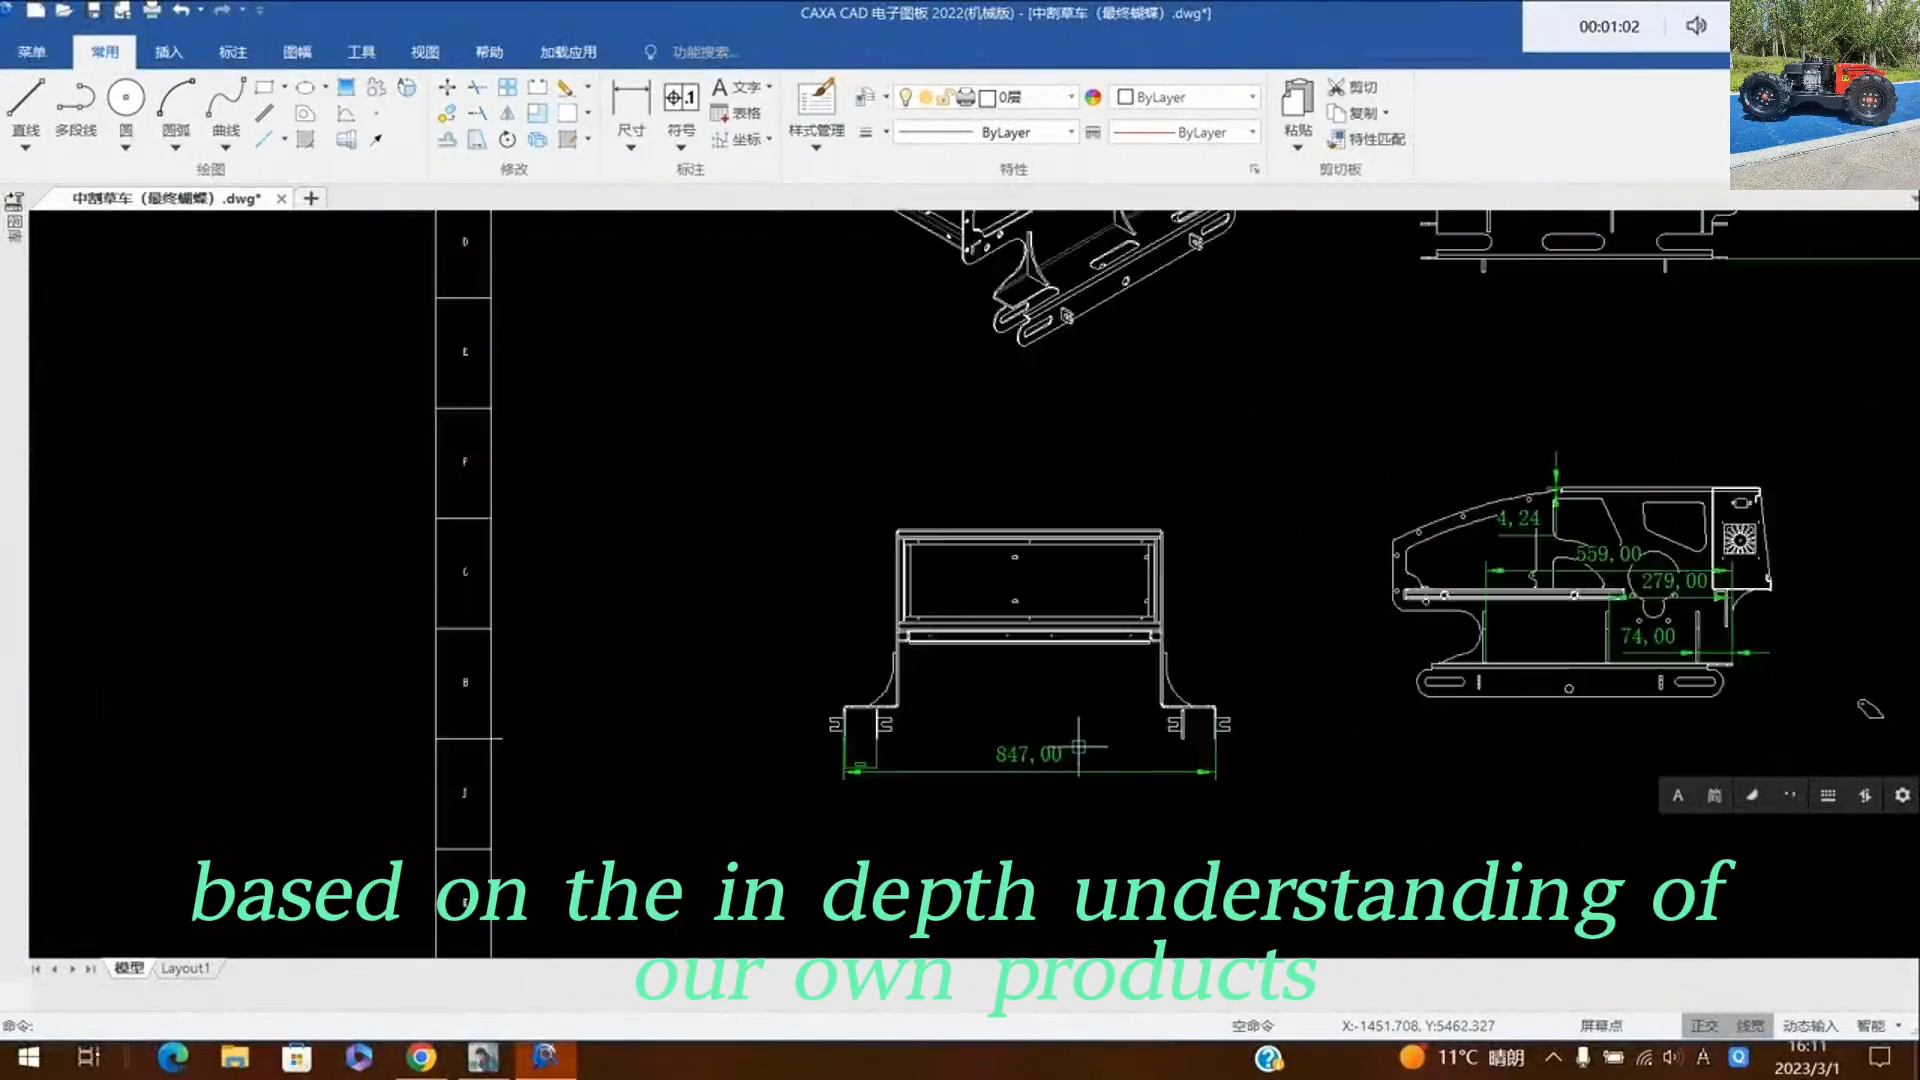 CAXA CAD 电子图板 2022(机械版) - [中割草车（最终蝴蝶）.dwg*]
00:01:02
菜单 常用 插入 标注 图幅 工具 视图 帮助 加载应用 功能搜索...
直线 多段线 圆 圆弧 曲线
尺寸 符号 A 文字 表格 坐标
样式管理 0层 ByLayer
ByLayer ByLayer
粘贴 剪切 复制 特性匹配
绘图 修改 标注 特性 剪切板
中割草车（最终蝴蝶）.dwg* × +
D
E
F
G
H
J
4,24
559,00
279,00
74,00
847,00
A 简
based on the in depth understanding of
our own products
模型 Layout1
命令: 空命令 X:-1451.708, Y:5462.327 屏幕点 正交 线宽 动态输入 智能
11°C 晴朗 16:11
2023/3/1